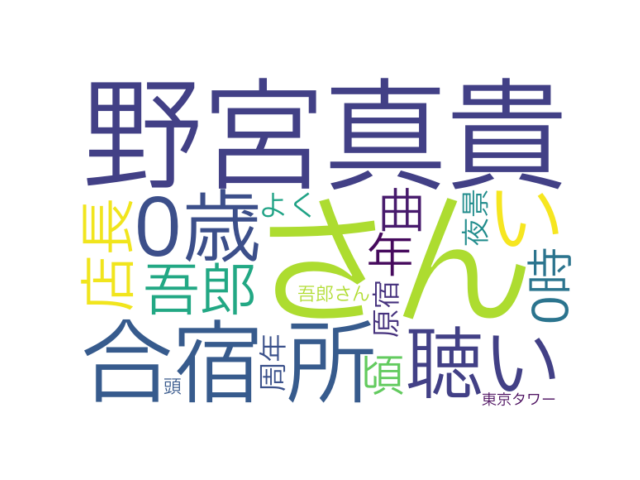 野宮真貴
さん
0歳
よく
曲
夜景
い
店長
吾郎
吾郎さん
年
原宿
0時
合宿
所
周年
頃
聴い
頭
東京タワー